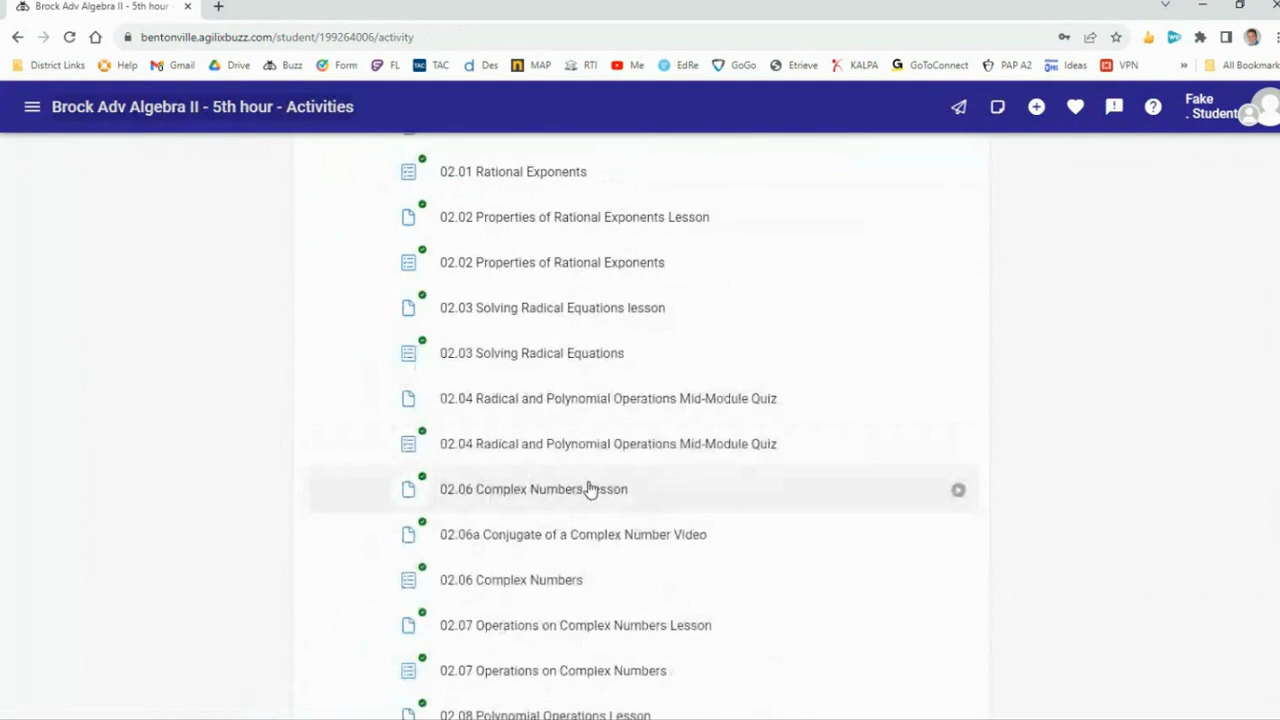 Brock Adv Algebra II - 5th hour
bentonville.agilixbuzz.com/student/199264006/activity
District Links Help Gmail Drive Buzz Form FL TAC TAC Des MAP RTI Me EdRe GoGo Etrieve KALPA GoToConnect PAP A2 Ideas VPN » All Bookmark
Brock Adv Algebra II - 5th hour - Activities
Fake
. Student
02.01 Rational Exponents
02.02 Properties of Rational Exponents Lesson
02.02 Properties of Rational Exponents
02.03 Solving Radical Equations lesson
02.03 Solving Radical Equations
02.04 Radical and Polynomial Operations Mid-Module Quiz
02.04 Radical and Polynomial Operations Mid-Module Quiz
02.06 Complex Numbers Lesson
02.06a Conjugate of a Complex Number Video
02.06 Complex Numbers
02.07 Operations on Complex Numbers Lesson
02.07 Operations on Complex Numbers
02.08 Polynomial Operations Lesson